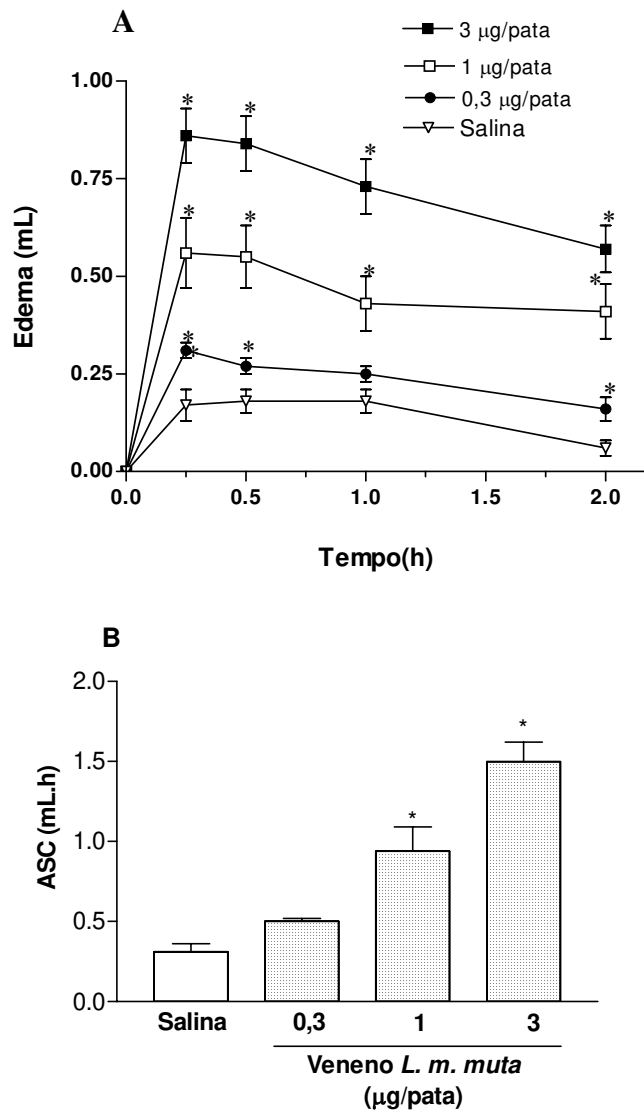 A
3 µg/pata
1 µg/pata
0,3 µg/pata
Salina
Edema (mL)
1.00
0.75
0.50
0.25
0.00
* * * *
* * * *
* * * *
*
0.0 0.5 1.0 1.5 2.0
Tempo(h)
B
ASC (mL.h)
2.0
1.5
1.0
0.5
0.0
*
*
Salina 0,3 1 3
Veneno L. m. muta
(µg/pata)